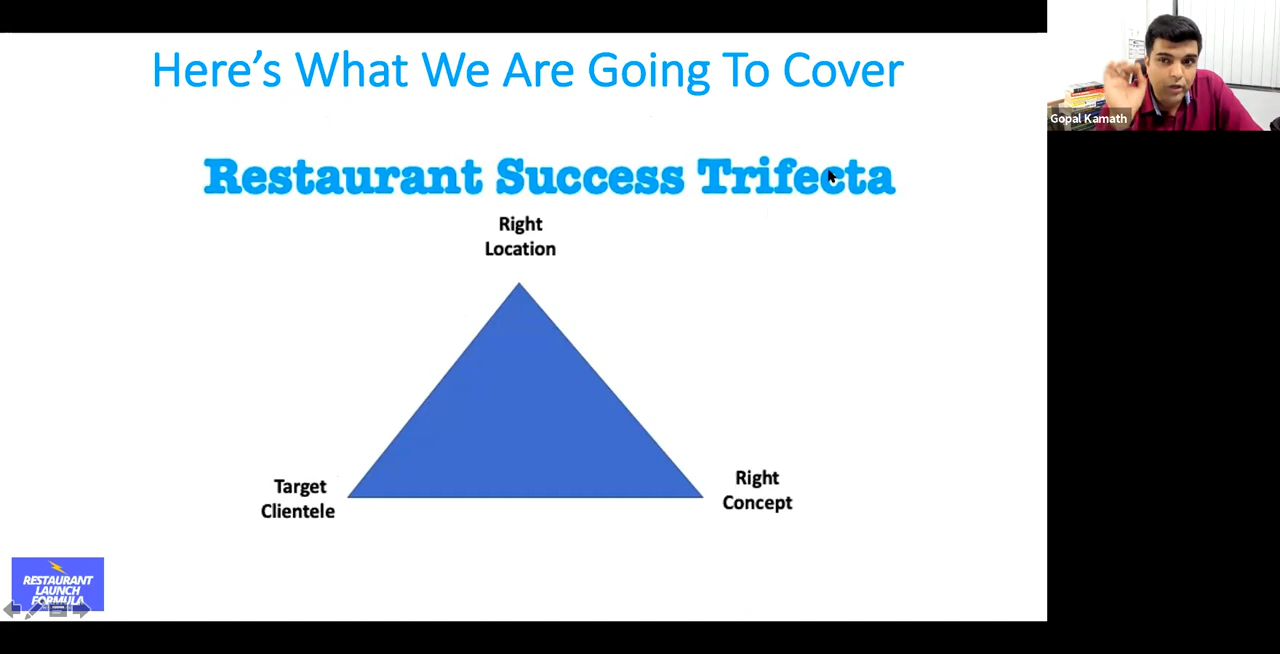 Here’s What We Are Going To Cover
Gopal Kamath
Restaurant Success Trifecta
Right
Location
Target
Clientele
Right
Concept
RESTAURANT
LAUNCH
FORMULA